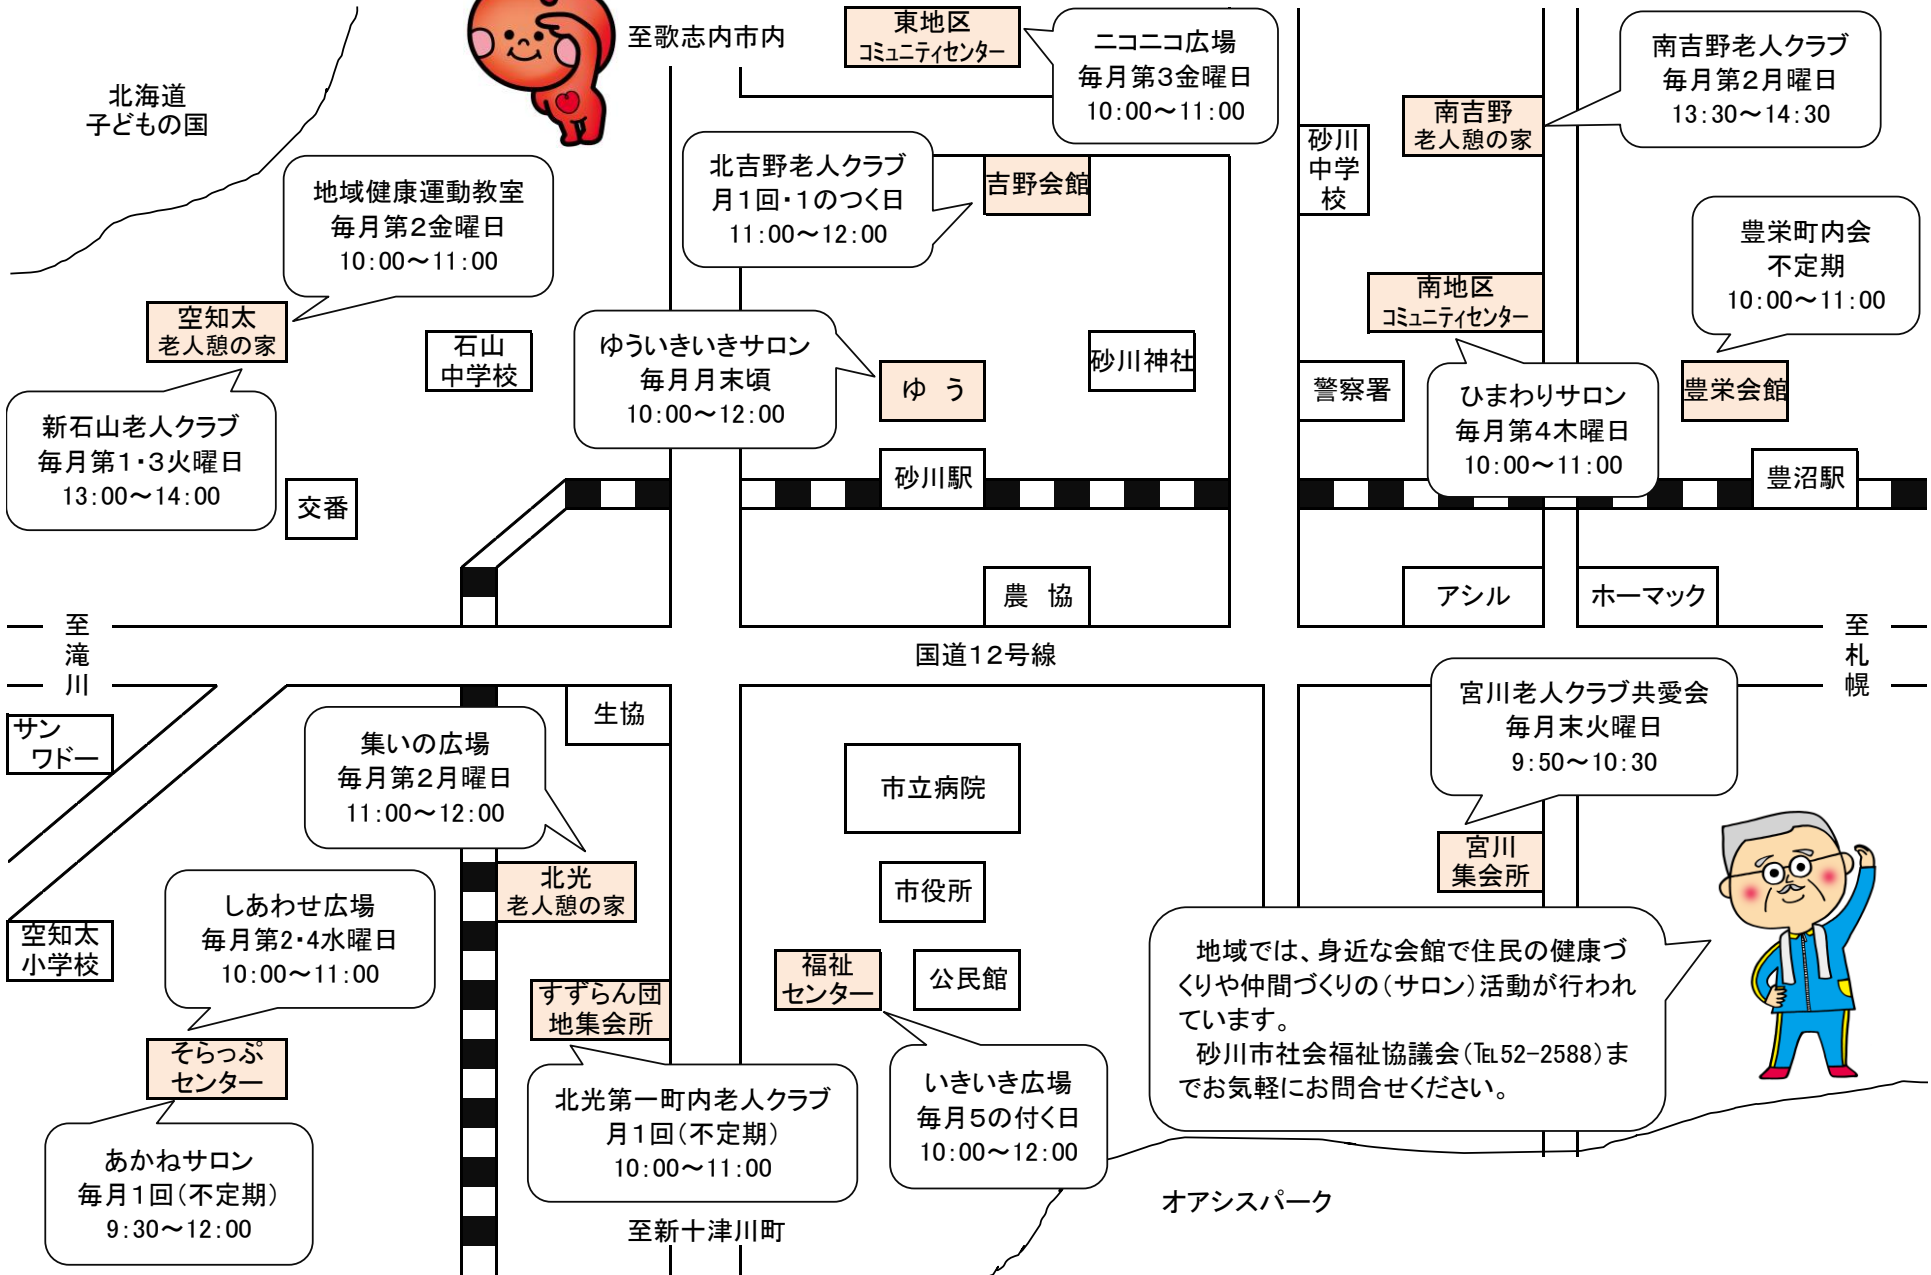 至歌志内市内
東地区
コミュニティセンター
ニコニコ広場
毎月第3金曜日
10:00～11:00
南吉野老人クラブ
毎月第2月曜日
13:30～14:30
北海道
子どもの国
南吉野
老人憩の家
砂川
中学
校
北吉野老人クラブ
月1回・1のつく日
11:00～12:00
吉野会館
地域健康運動教室
毎月第2金曜日
10:00～11:00
豊栄町内会
不定期
10:00～11:00
空知太
老人憩の家
石山
中学校
ゆういきいきサロン
毎月月末頃
10:00～12:00
ゆ う
砂川神社
南地区
コミュニティセンター
警察署
ひまわりサロン
毎月第4木曜日
10:00～11:00
豊栄会館
新石山老人クラブ
毎月第1・3火曜日
13:00～14:00
交番
砂川駅
豊沼駅
農 協
アシル
ホーマック
至
滝
川
国道12号線
至
札
幌
サン
ワドー
生協
集いの広場
毎月第2月曜日
11:00～12:00
市立病院
宮川老人クラブ共愛会
毎月末火曜日
9:50～10:30
宮川
集会所
北光
老人憩の家
市役所
しあわせ広場
毎月第2・4水曜日
10:00～11:00
空知太
小学校
すずらん団
地集会所
福祉
センター
公民館
地域では、身近な会館で住民の健康づ
くりや仲間づくりの（サロン）活動が行われ
ています。
砂川市社会福祉協議会（℡52-2588）ま
でお気軽にお問合せください。
そらっぷ
センター
北光第一町内老人クラブ
月1回（不定期）
10:00～11:00
いきいき広場
毎月5の付く日
10:00～12:00
あかねサロン
毎月1回（不定期）
9:30～12:00
至新十津川町
オアシスパーク